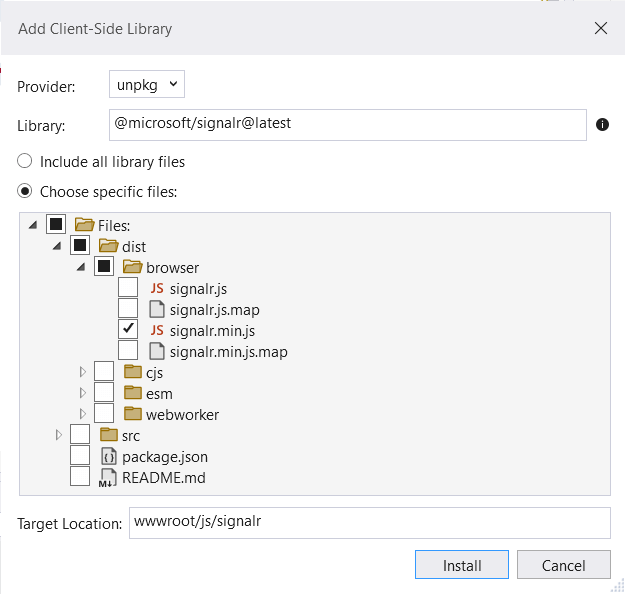 Add Client-Side Library
Provider: unpkg
Library: @microsoft/signalr@latest
Include all library files
Choose specific files:
Files:
dist
browser
JS signalr.js
signalr.js.map
JS signalr.min.js
signalr.min.js.map
cjs
esm
webworker
src
package.json
M↓ README.md
Target Location: wwwroot/js/signalr
Install Cancel